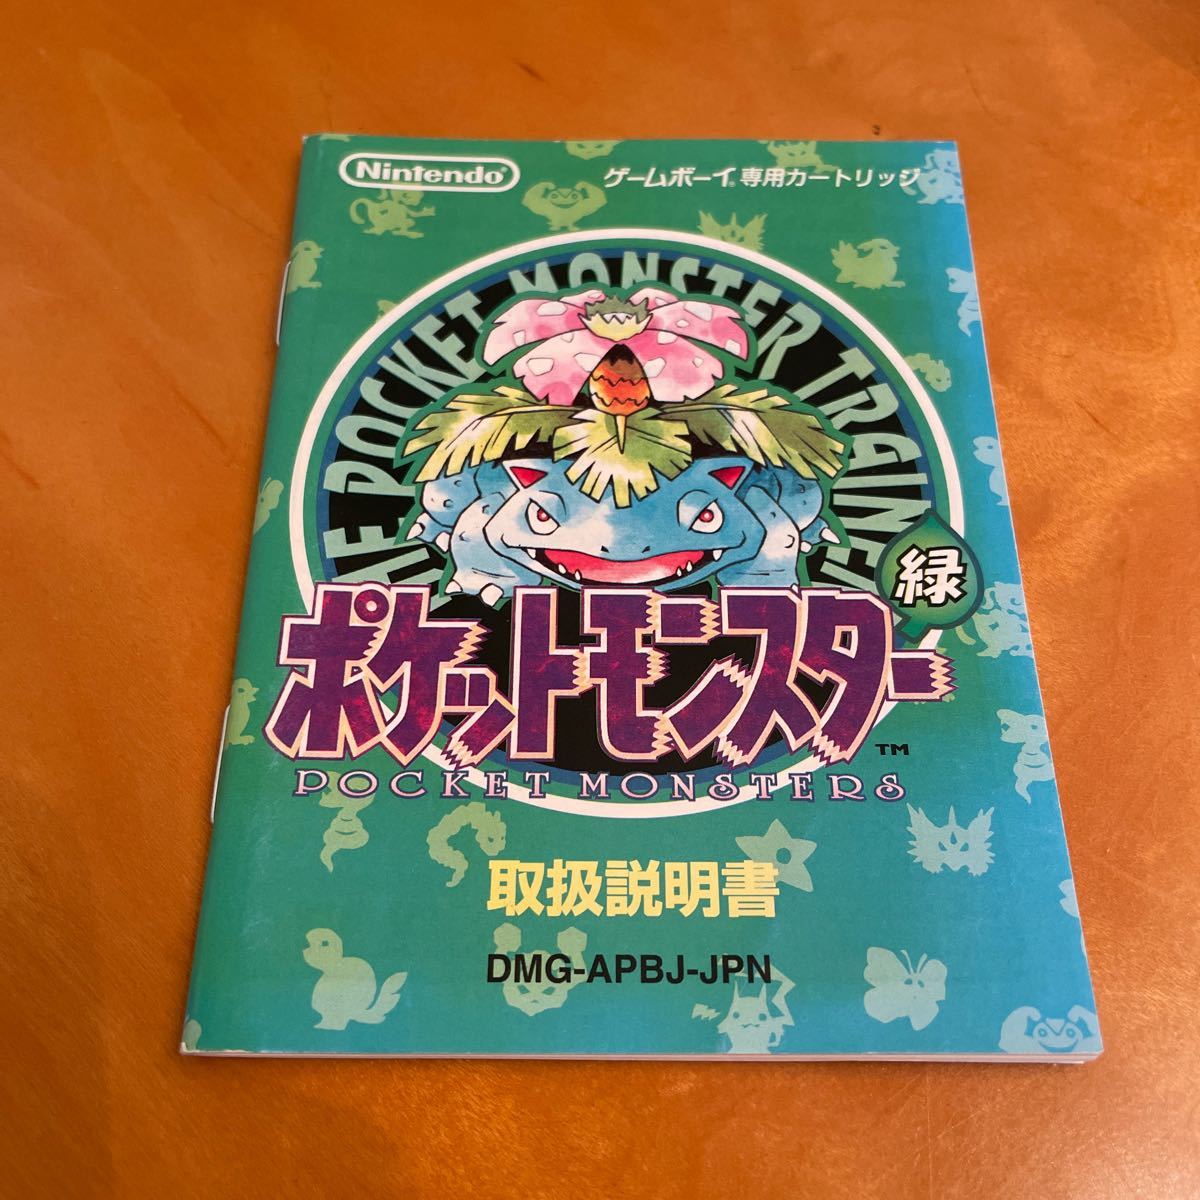 Nintendo®
ゲームボーイ®専用カートリッジ
THE POCKET MONSTER TRAINER
緑
ポケットモンスター
TM
POCKET MONSTERS
取扱説明書
DMG-APBJ-JPN